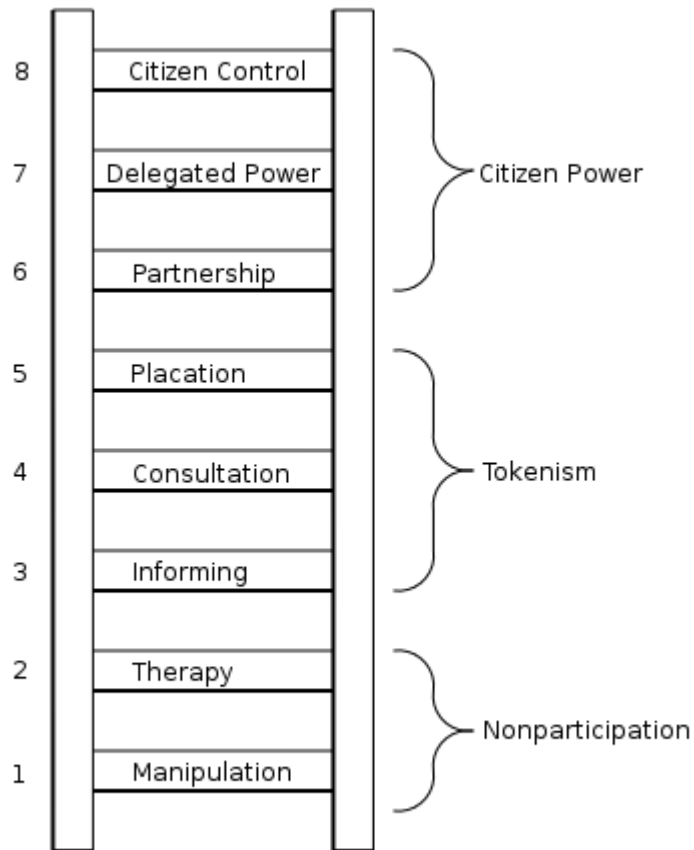 8 Citizen Control
7 Delegated Power
Citizen Power
6 Partnership
5 Placation
4 Consultation
Tokenism
3 Informing
2 Therapy
Nonparticipation
1 Manipulation